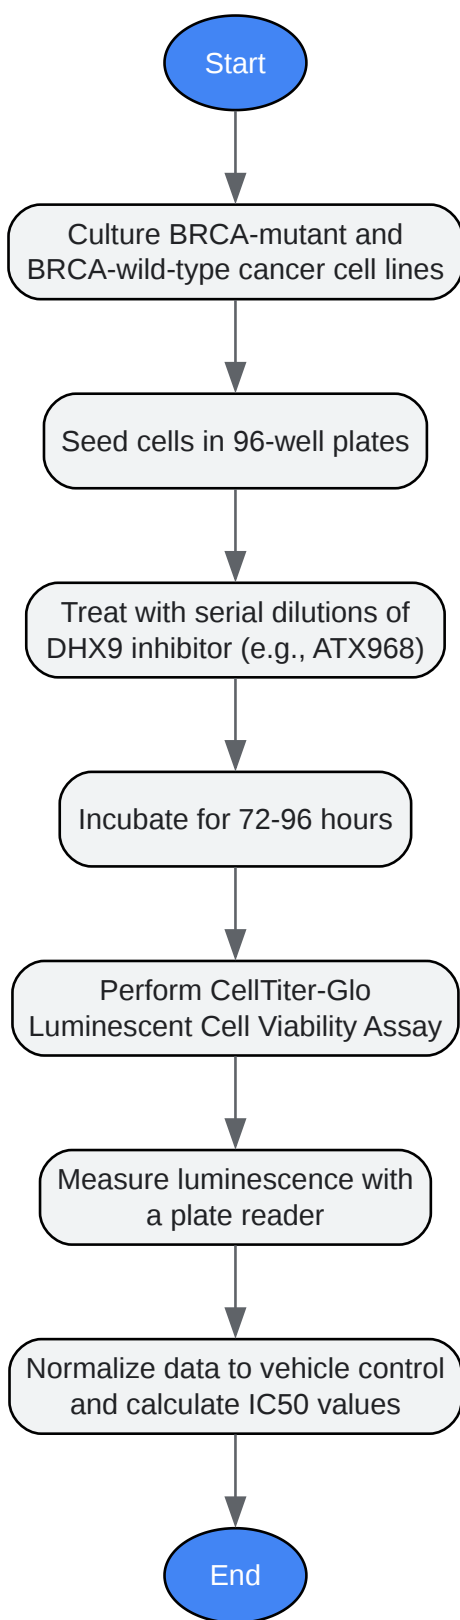 Start
Culture BRCA-mutant and
BRCA-wild-type cancer cell lines
Seed cells in 96-well plates
Treat with serial dilutions of
DHX9 inhibitor (e.g., ATX968)
Incubate for 72-96 hours
Perform CellTiter-Glo
Luminescent Cell Viability Assay
Measure luminescence with
a plate reader
Normalize data to vehicle control
and calculate IC50 values
End